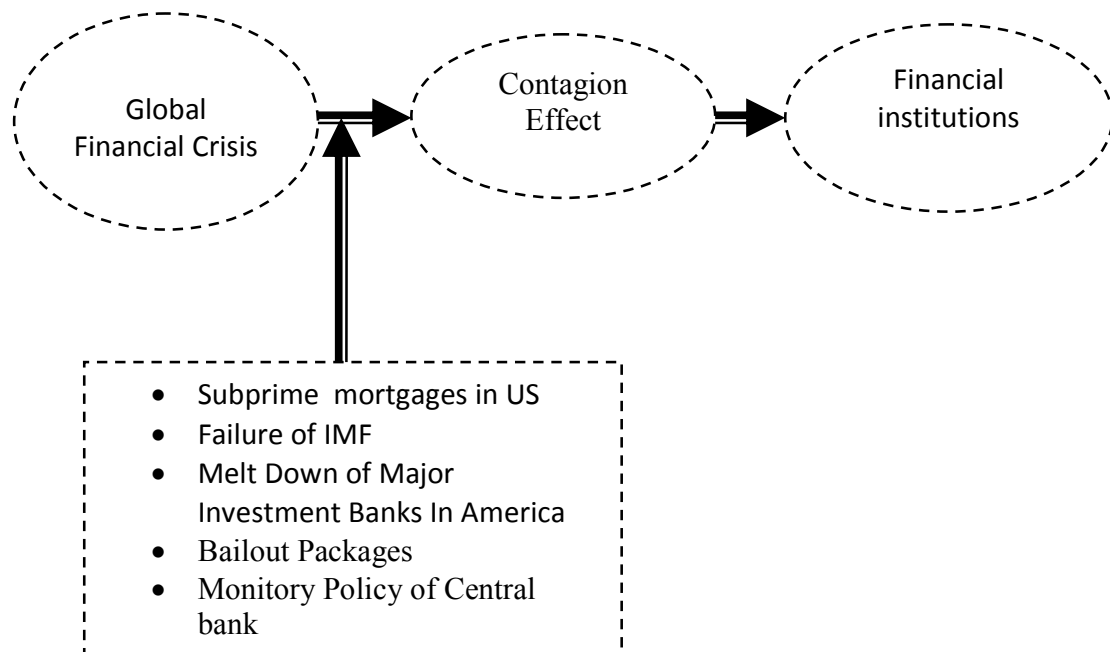 Global
Financial Crisis
Contagion
Effect
Financial
institutions
• Subprime mortgages in US
• Failure of IMF
• Melt Down of Major
Investment Banks In America
• Bailout Packages
• Monitory Policy of Central
bank